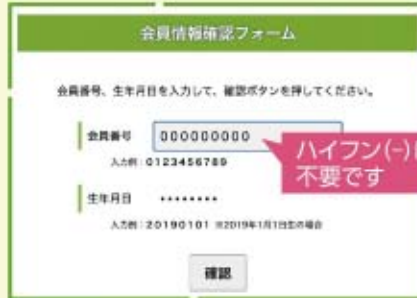 会員情報確認フォーム
会員番号、生年月日を入力して、確認ボタンを押してください。
会員番号 000000000
ハイフン(-)は
不要です
入力例：0123456789
生年月日 ••••••••
入力例：20190101 ※2019年1月1日生の場合
確認